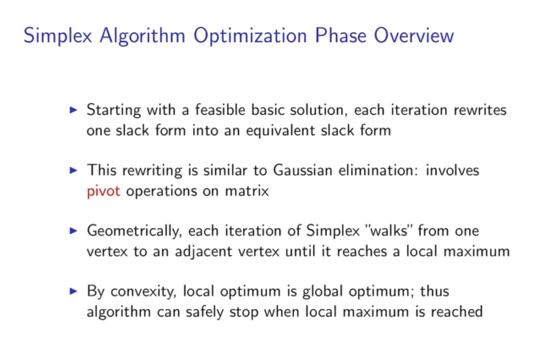 Simplex Algorithm Optimization Phase Overview
▶ Starting with a feasible basic solution, each iteration rewrites
one slack form into an equivalent slack form
▶ This rewriting is similar to Gaussian elimination: involves
pivot operations on matrix
▶ Geometrically, each iteration of Simplex "walks" from one
vertex to an adjacent vertex until it reaches a local maximum
▶ By convexity, local optimum is global optimum; thus
algorithm can safely stop when local maximum is reached